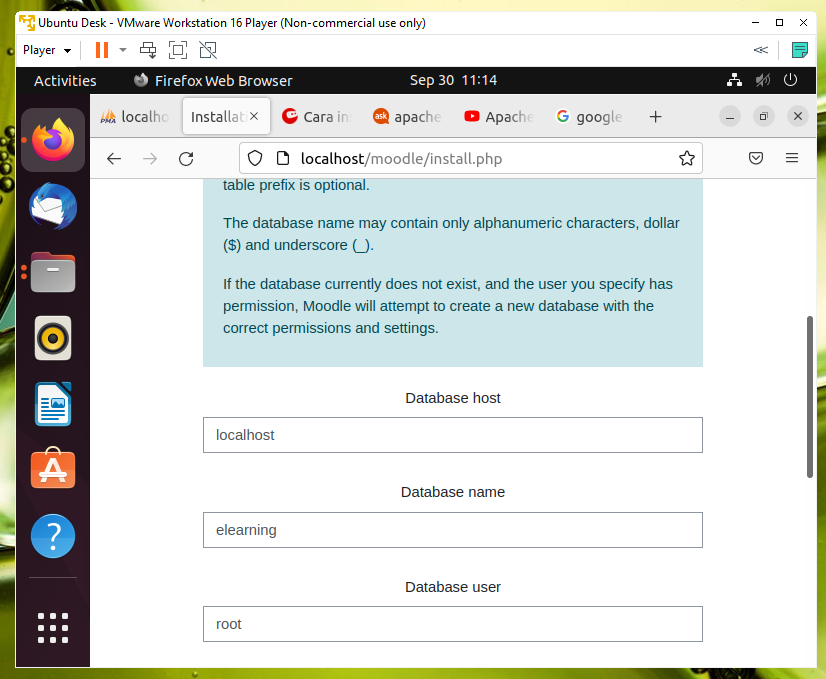 Ubuntu Desk - VMware Workstation 16 Player (Non-commercial use only)
Player
Activities
Firefox Web Browser
Sep 30 11:14
PMA
localho
Installat
Cara in
ask
apache
Apache
G
google
localhost/moodle/install.php
table prefix is optional.
The database name may contain only alphanumeric characters, dollar
($) and underscore (_).
If the database currently does not exist, and the user you specify has
permission, Moodle will attempt to create a new database with the
correct permissions and settings.
Database host
localhost
Database name
elearning
Database user
root